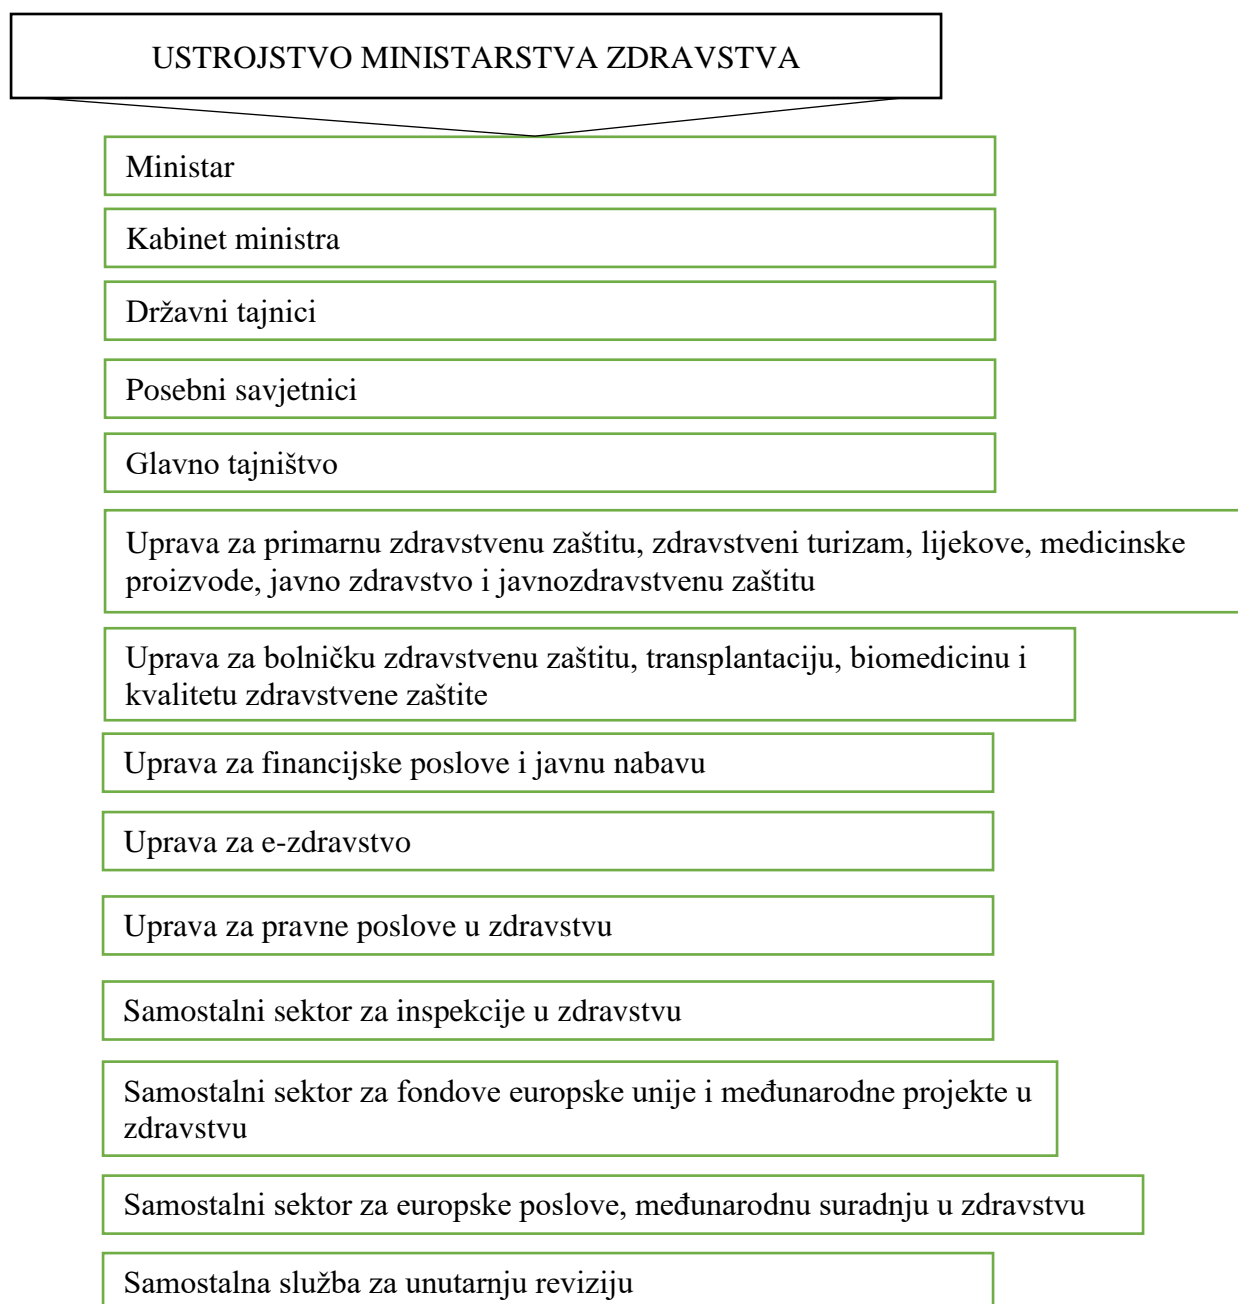 USTROJSTVO MINISTARSTVA ZDRAVSTVA
Ministar
Kabinet ministra
Državni tajnici
Posebni savjetnici
Glavno tajništvo
Uprava za primarnu zdravstvenu zaštitu, zdravstveni turizam, lijekove, medicinske
proizvode, javno zdravstvo i javnozdravstvenu zaštitu
Uprava za bolničku zdravstvenu zaštitu, transplantaciju, biomedicinu i
kvalitetu zdravstvene zaštite
Uprava za financijske poslove i javnu nabavu
Uprava za e-zdravstvo
Uprava za pravne poslove u zdravstvu
Samostalni sektor za inspekcije u zdravstvu
Samostalni sektor za fondove europske unije i međunarodne projekte u
zdravstvu
Samostalni sektor za europske poslove, međunarodnu suradnju u zdravstvu
Samostalna služba za unutarnju reviziju